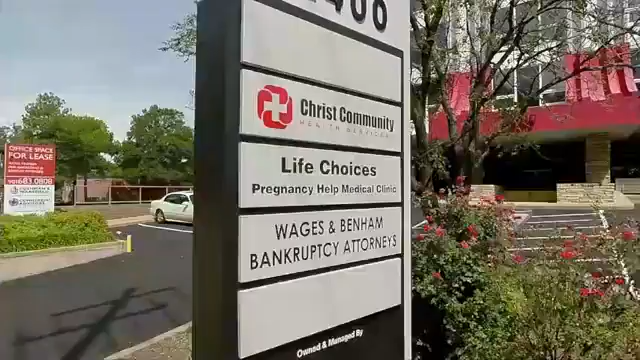 Christ Community
HEALTH SERVICES
Life Choices
Pregnancy Help Medical Clinic
WAGES & BENHAM
BANKRUPTCY ATTORNEYS
Owned & Managed By
OFFICE SPACE
FOR LEASE